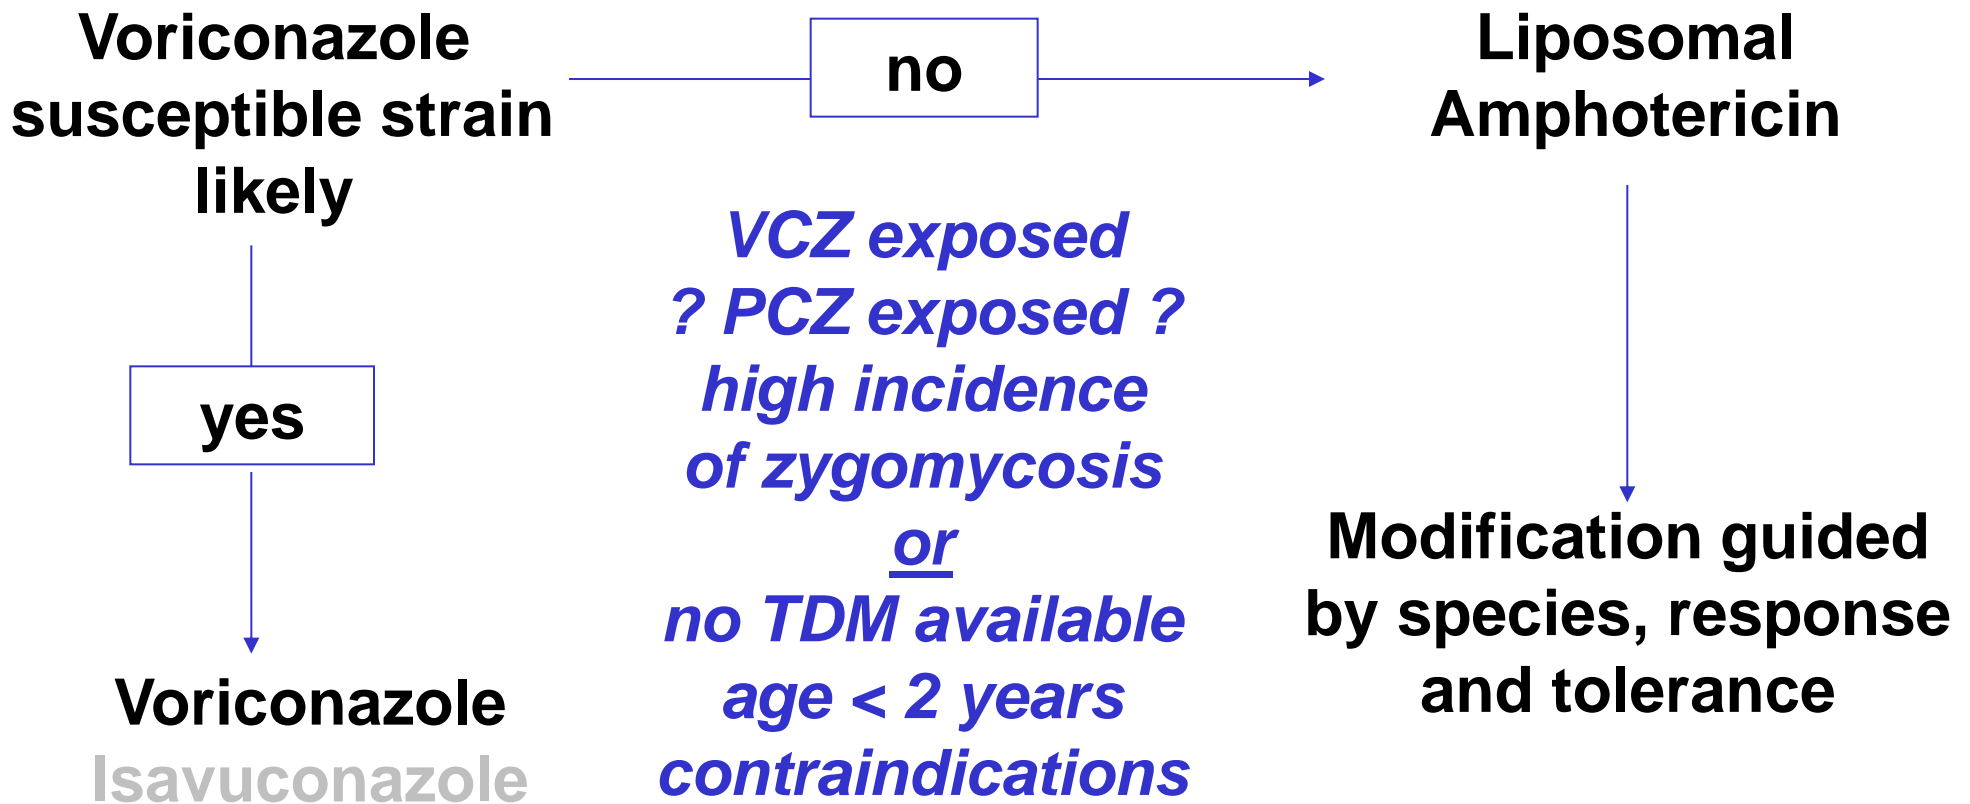 Voriconazole
susceptible strain
likely
no
Liposomal
Amphotericin
VCZ exposed
? PCZ exposed ?
high incidence
of zygomycosis
or
no TDM available
age < 2 years
contraindications
yes
Voriconazole
Isavuconazole
Modification guided
by species, response
and tolerance